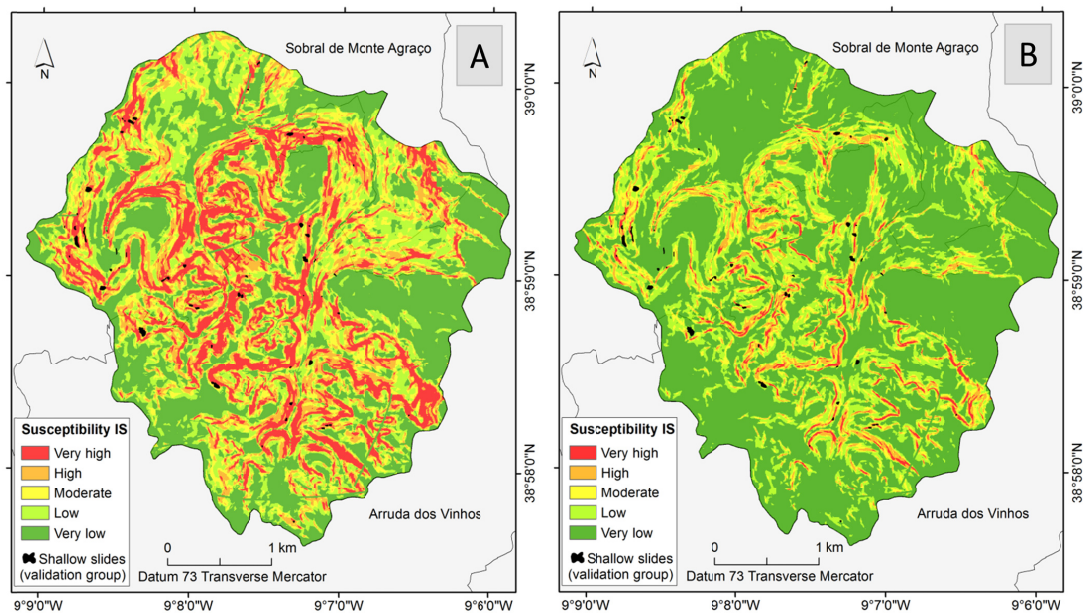 A
Sobral de Monte Agraço
N
39°0'0"N
38°59'0"N
38°58'0"N
Susceptibility IS
Very high
High
Moderate
Low
Very low
Shallow slides
(validation group)
Arruda dos Vinhos
0 1 km
Datum 73 Transverse Mercator
9°9'0"W 9°8'0"W 9°7'0"W 9°6'0"W
B
Sobral de Monte Agraço
N
39°0'0"N
38°59'0"N
38°58'0"N
Susceptibility IS
Very high
High
Moderate
Low
Very low
Shallow slides
(validation group)
Arruda dos Vinhos
0 1 km
Datum 73 Transverse Mercator
9°9'0"W 9°8'0"W 9°7'0"W 9°6'0"W